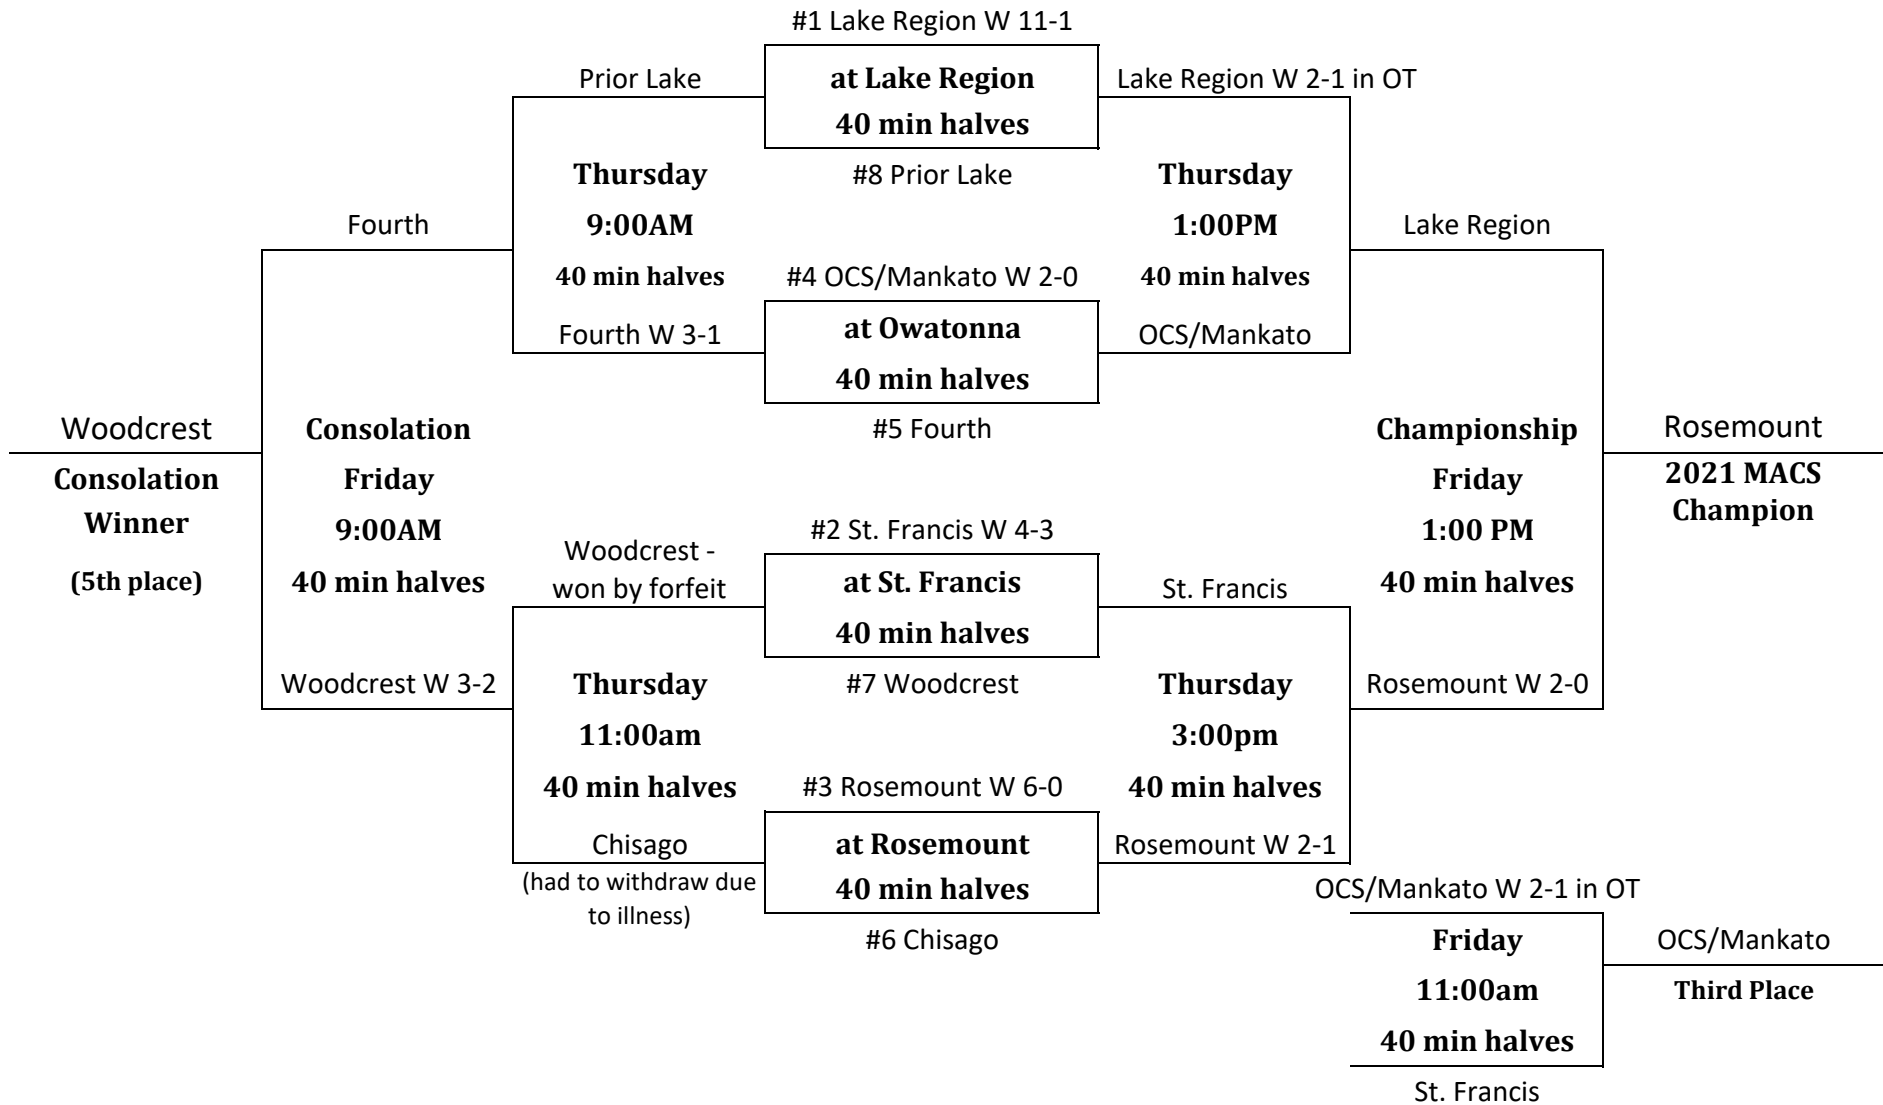 #1 Lake Region W 11-1
Prior Lake
at Lake Region
Lake Region W 2-1 in OT
40 min halves
Thursday
#8 Prior Lake
Thursday
Fourth
9:00AM
1:00PM
Lake Region
40 min halves
#4 OCS/Mankato W 2-0
40 min halves
Fourth W 3-1
at Owatonna
OCS/Mankato
40 min halves
Woodcrest
Consolation
#5 Fourth
Championship
Rosemount
Consolation
Winner
Friday
Friday
2021 MACS
Champion
9:00AM
#2 St. Francis W 4-3
1:00 PM
(5th place)
40 min halves
Woodcrest -
won by forfeit
at St. Francis
St. Francis
40 min halves
40 min halves
Woodcrest W 3-2
Thursday
#7 Woodcrest
Thursday
Rosemount W 2-0
11:00am
3:00pm
40 min halves
#3 Rosemount W 6-0
40 min halves
Chisago
at Rosemount
Rosemount W 2-1
(had to withdraw due
to illness)
40 min halves
OCS/Mankato W 2-1 in OT
#6 Chisago
Friday
OCS/Mankato
11:00am
Third Place
40 min halves
St. Francis